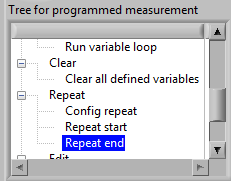 Tree for programmed measurement
Run variable loop
Clear
Clear all defined variables
Repeat
Config repeat
Repeat start
Repeat end
Edit